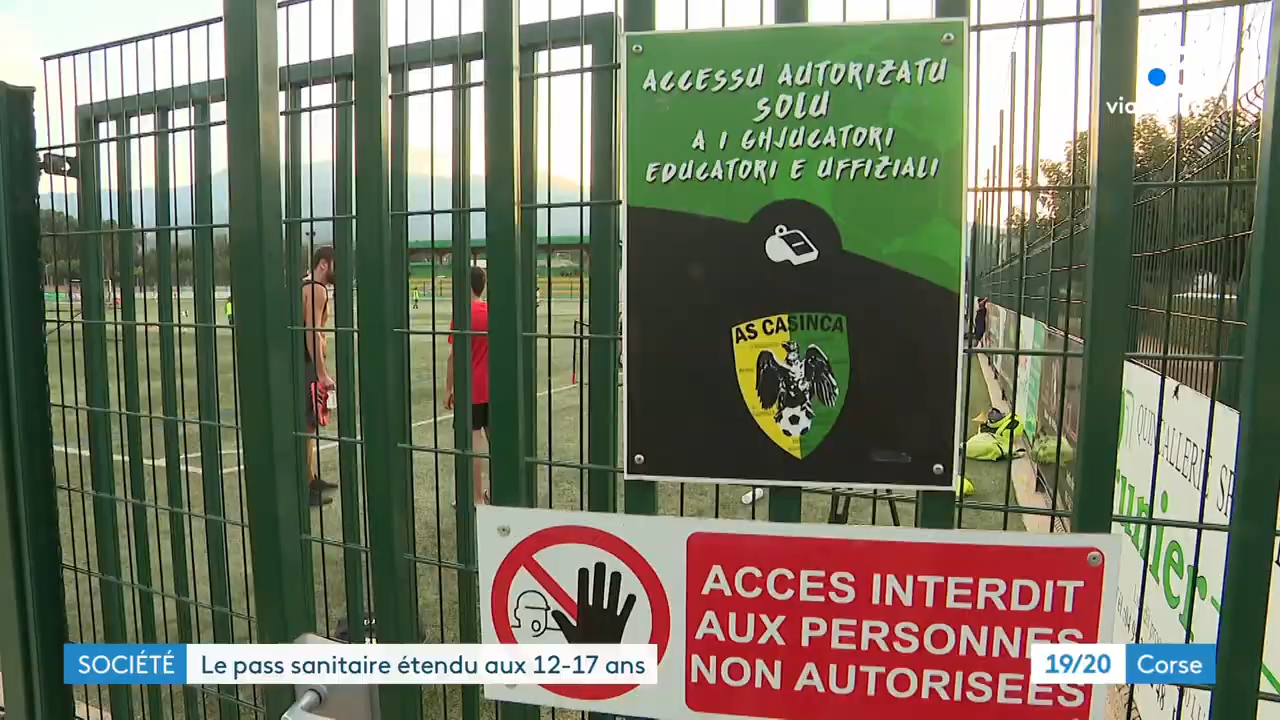 ACCESSU AUTORIZATU
SOLU
A I GHJUCATORI
EDUCATORI E UFFIZIALI
AS CASINCA
ACCES INTERDIT
AUX PERSONNES
NON AUTORISEES
SOCIÉTÉ Le pass sanitaire étendu aux 12-17 ans
19/20 Corse